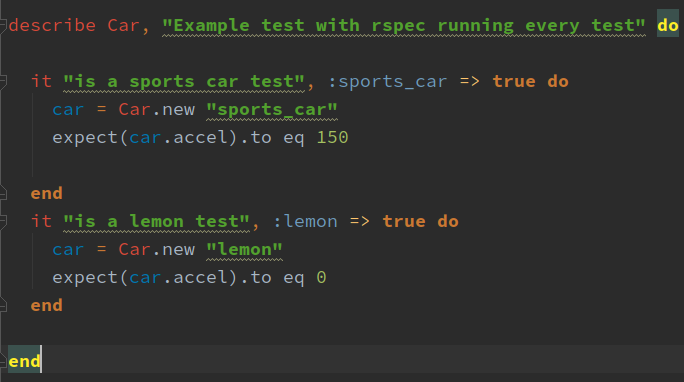 describe Car, "Example test with rspec running every test" do
it "is a sports car test", :sports_car => true do
car = Car.new "sports_car"
expect(car.accel).to eq 150
end
it "is a lemon test", :lemon => true do
car = Car.new "lemon"
expect(car.accel).to eq 0
end
end